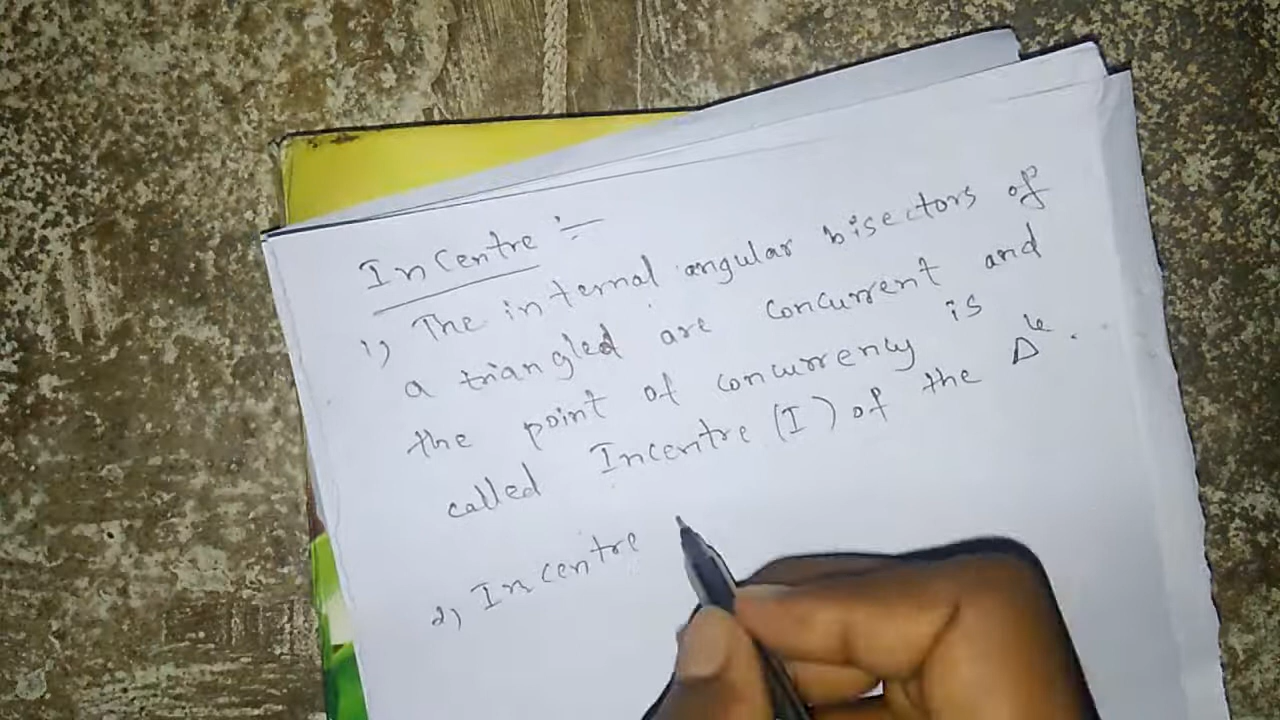 Incentre :-
1) The internal angular bisectors of
a triangled are concurrent and
the point of concurrency is
called Incentre (I) of the Δle.
2) Incentre